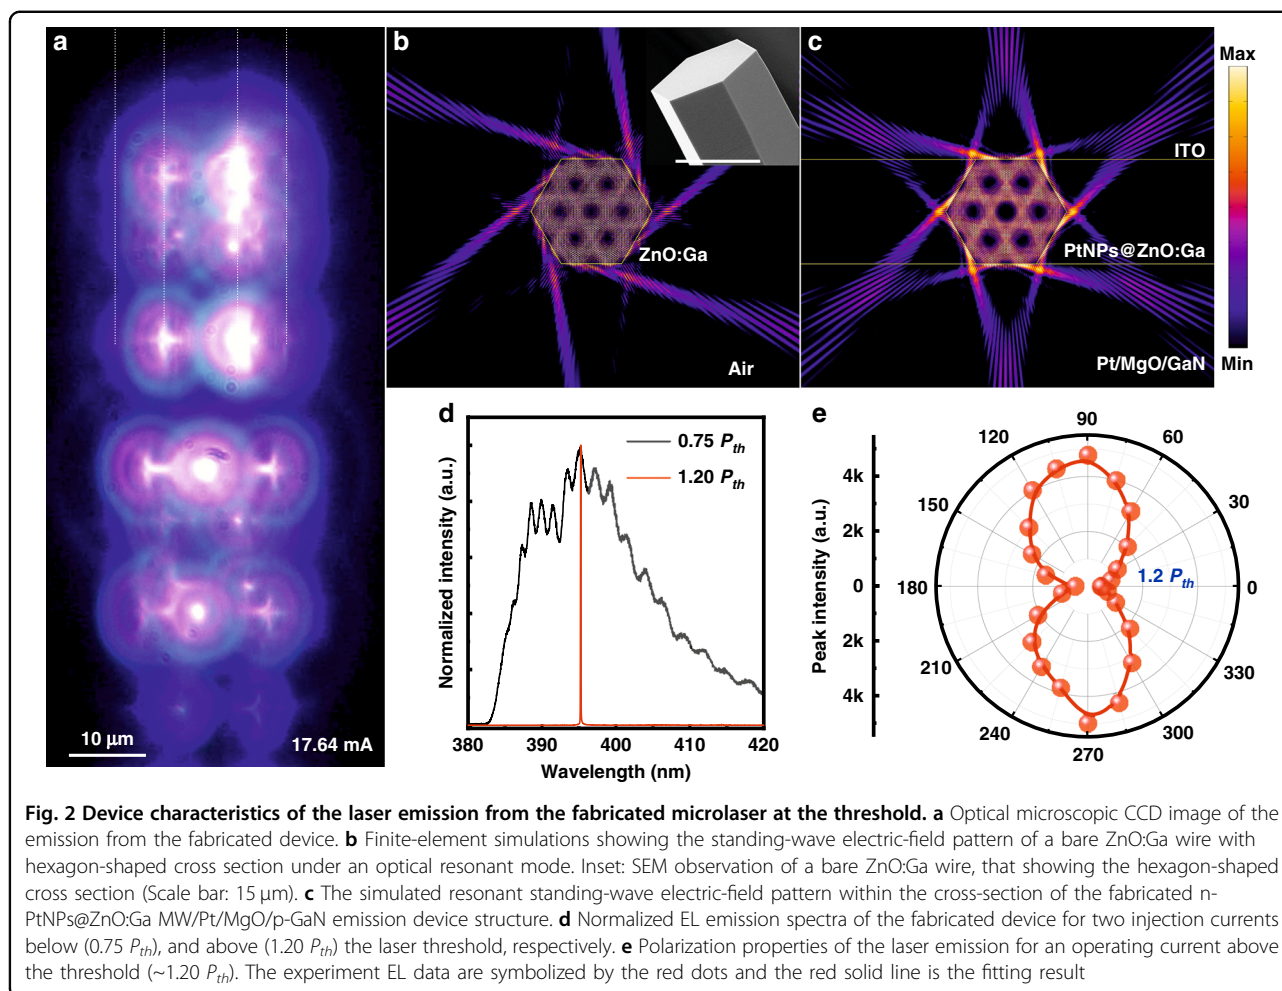 a
10 μm
17.64 mA
b
ZnO:Ga
Air
c
ITO
PtNPs@ZnO:Ga
Pt/MgO/GaN
Max
Min
d
Normalized intensity (a.u.)
0.75 Pth
1.20 Pth
380 390 400 410 420
Wavelength (nm)
e
Peak intensity (a.u.)
4k
2k
0
2k
4k
90
120 60
150 30
180 0
1.2 Pth
210 330
240 300
270
Fig. 2 Device characteristics of the laser emission from the fabricated microlaser at the threshold. a Optical microscopic CCD image of the
emission from the fabricated device. b Finite-element simulations showing the standing-wave electric-field pattern of a bare ZnO:Ga wire with
hexagon-shaped cross section under an optical resonant mode. Inset: SEM observation of a bare ZnO:Ga wire, that showing the hexagon-shaped
cross section (Scale bar: 15 μm). c The simulated resonant standing-wave electric-field pattern within the cross-section of the fabricated n-
PtNPs@ZnO:Ga MW/Pt/MgO/p-GaN emission device structure. d Normalized EL emission spectra of the fabricated device for two injection currents
below (0.75 Pth), and above (1.20 Pth) the laser threshold, respectively. e Polarization properties of the laser emission for an operating current above
the threshold (~1.20 Pth). The experiment EL data are symbolized by the red dots and the red solid line is the fitting result